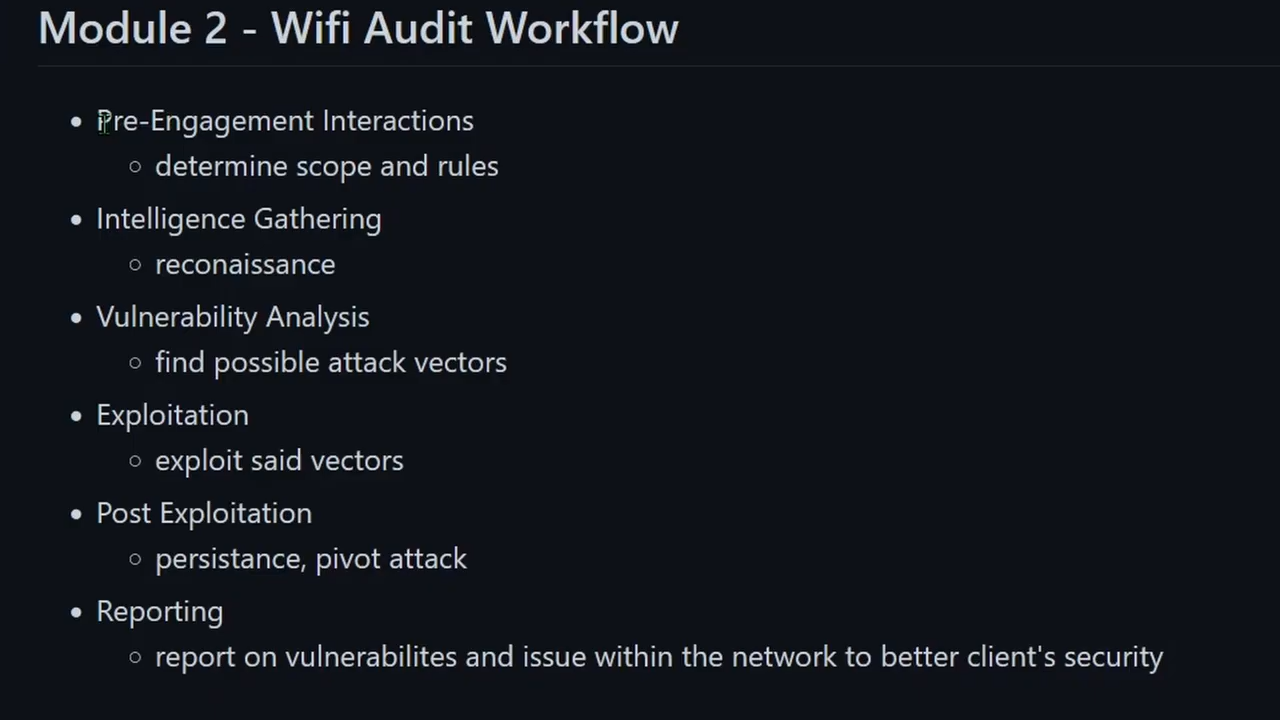 Module 2 - Wifi Audit Workflow
Pre-Engagement Interactions
determine scope and rules
Intelligence Gathering
reconaissance
Vulnerability Analysis
find possible attack vectors
Exploitation
exploit said vectors
Post Exploitation
persistance, pivot attack
Reporting
report on vulnerabilites and issue within the network to better client's security